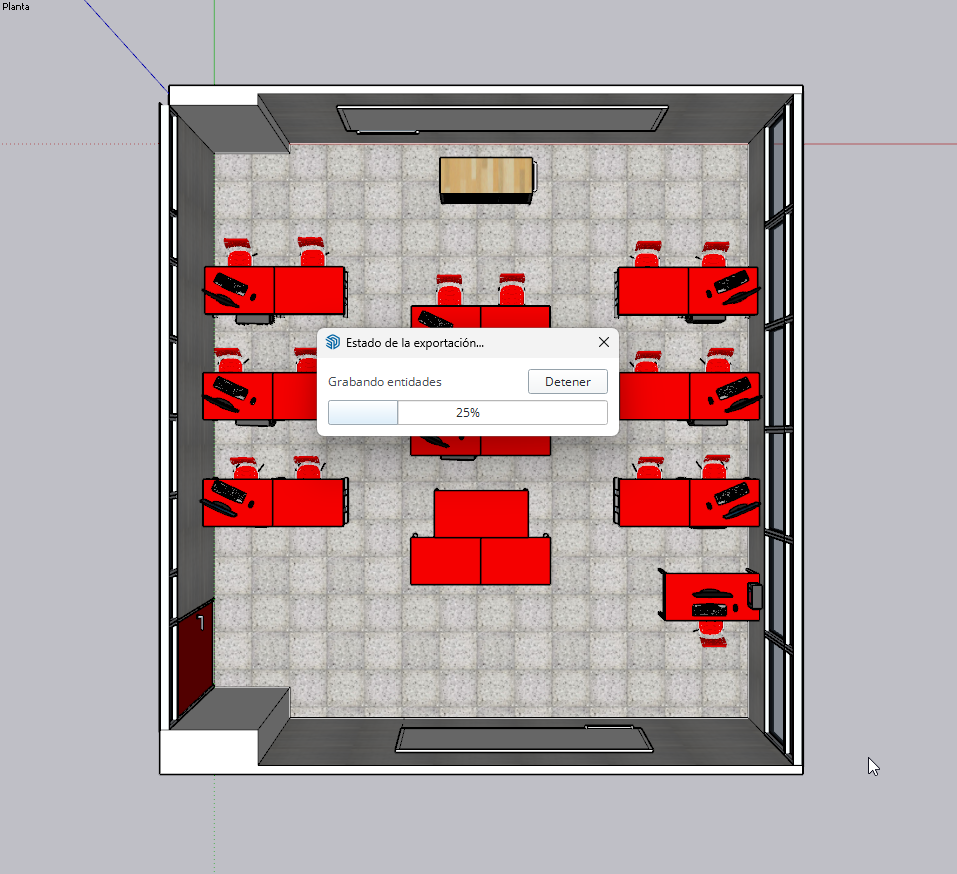 Planta
Estado de la exportación...
Grabando entidades
Detener
25%